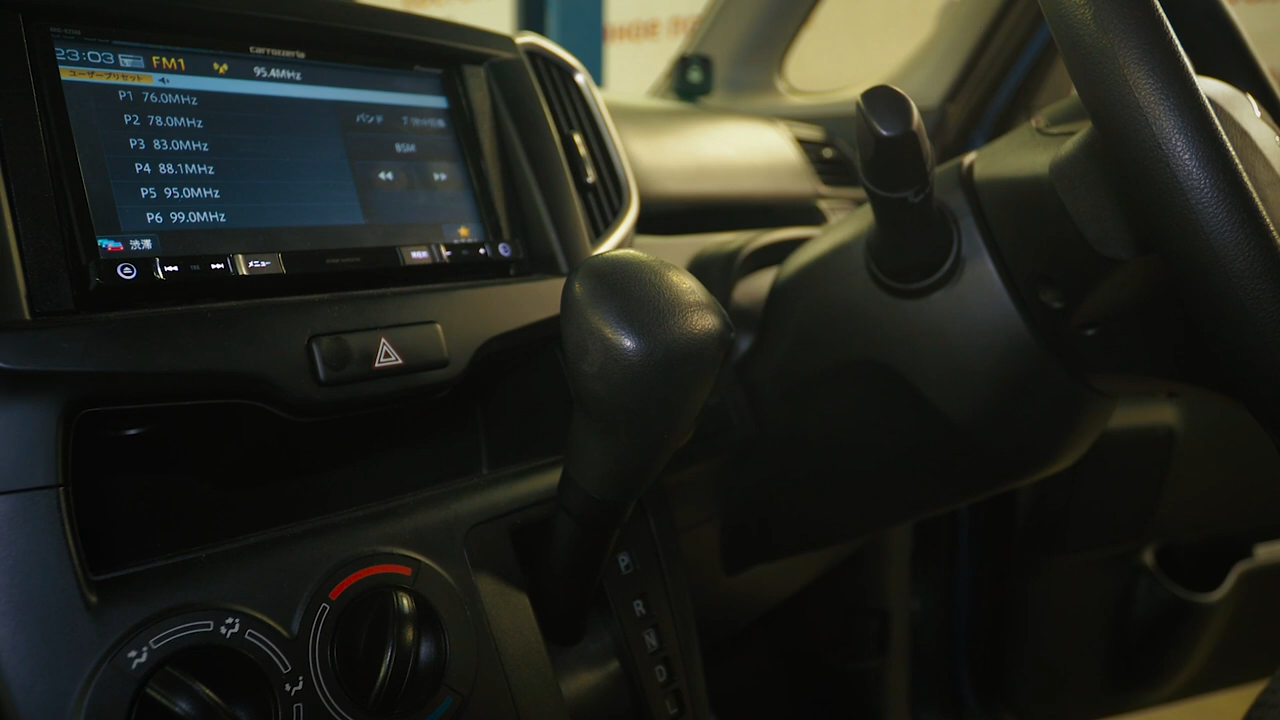 carrozzeria
23:03 FM1 95.4MHz
ユーザープリセット
P1 76.0MHz
P2 78.0MHz
P3 83.0MHz
P4 88.1MHz
P5 95.0MHz
P6 99.0MHz
バンド
BSM
渋滞
メニュー
P
R
N
D
L